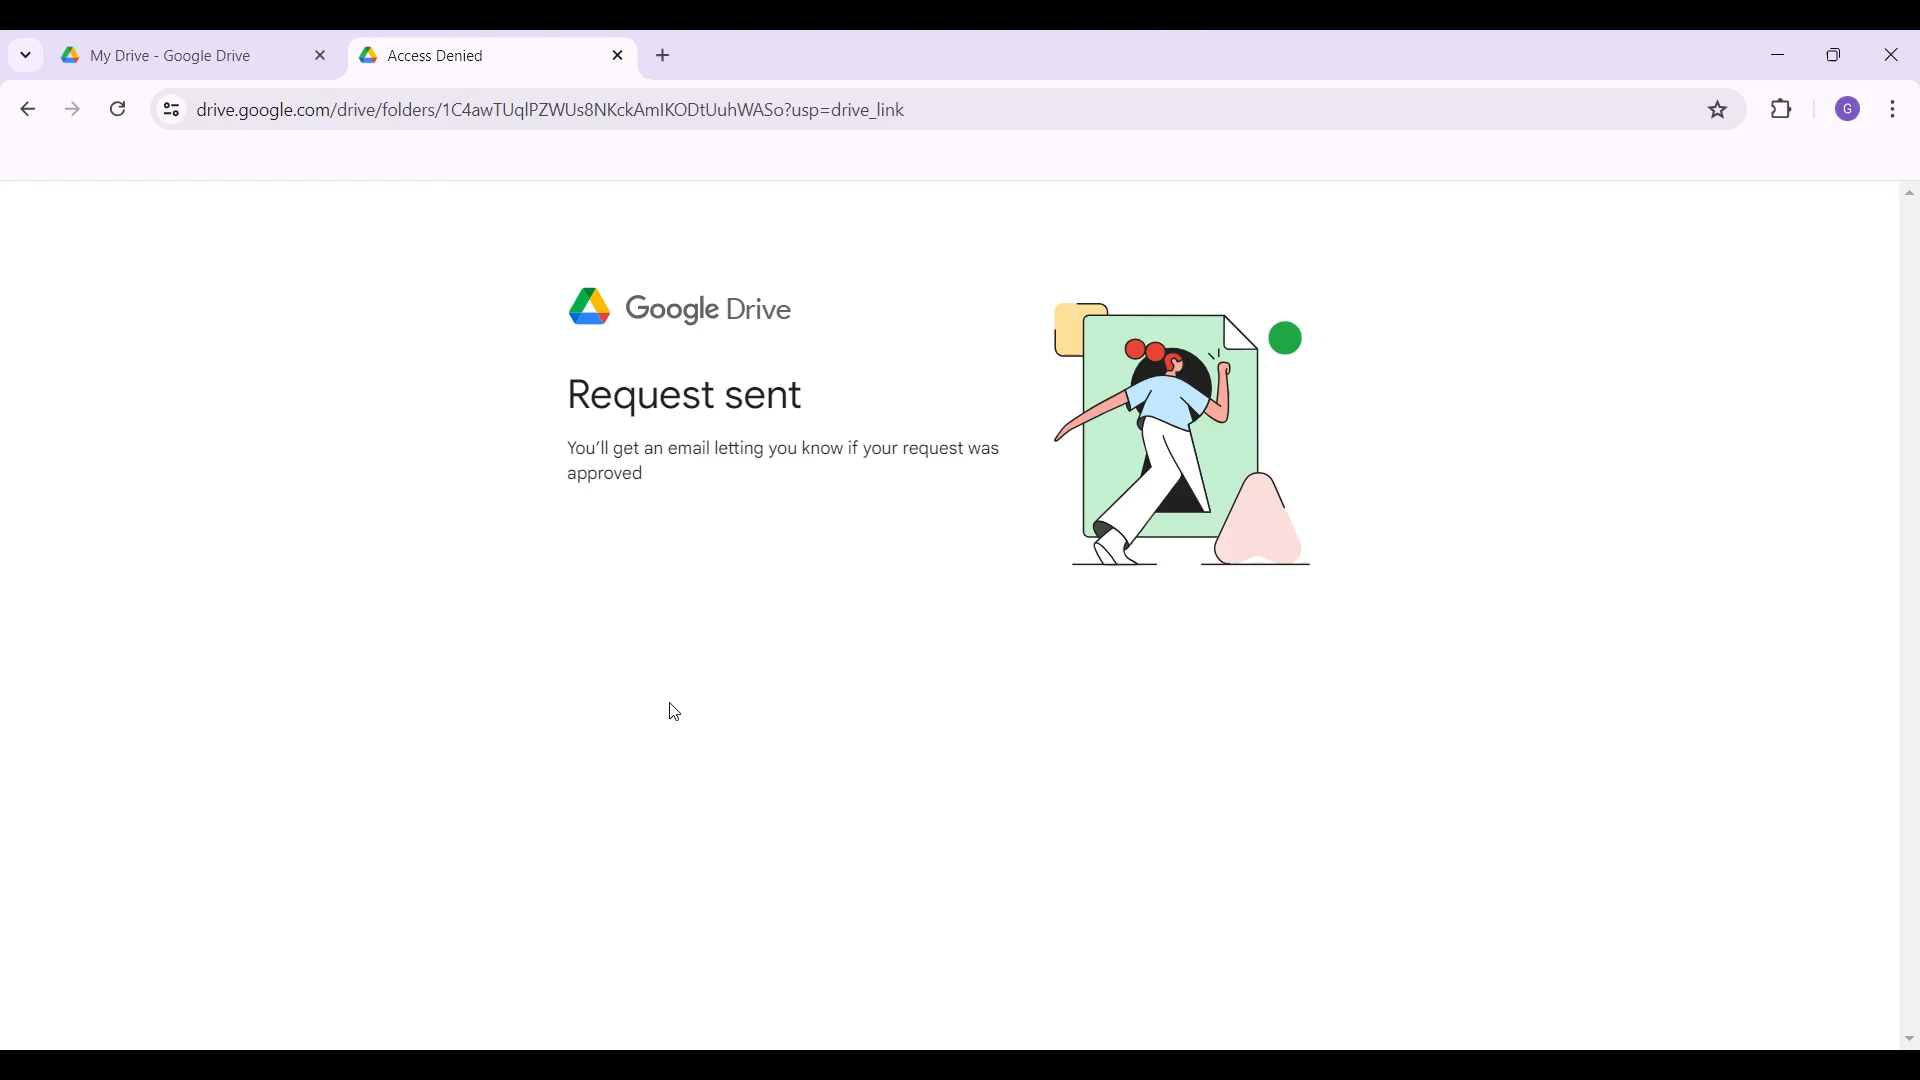 My Drive - Google Drive
Access Denied
drive.google.com/drive/folders/1C4awTUqlPZWUs8NKckAmIKODtUuhWASo?usp=drive_link
G
Google Drive
Request sent
You'll get an email letting you know if your request was
approved